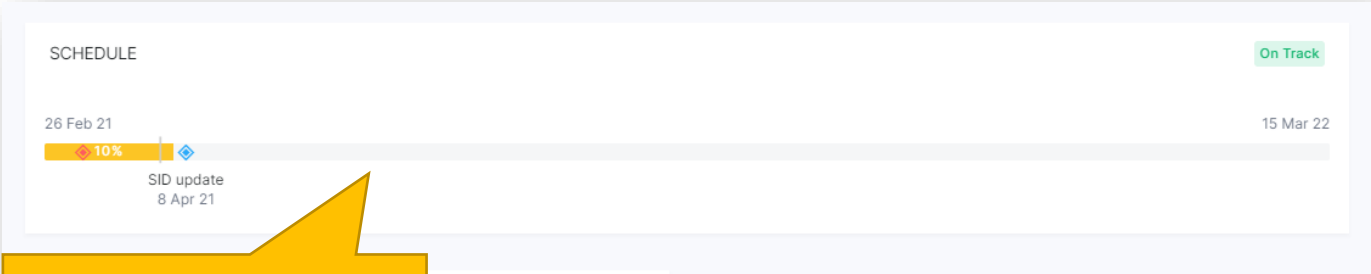 SCHEDULE
On Track
26 Feb 21
15 Mar 22
10%
SID update
8 Apr 21